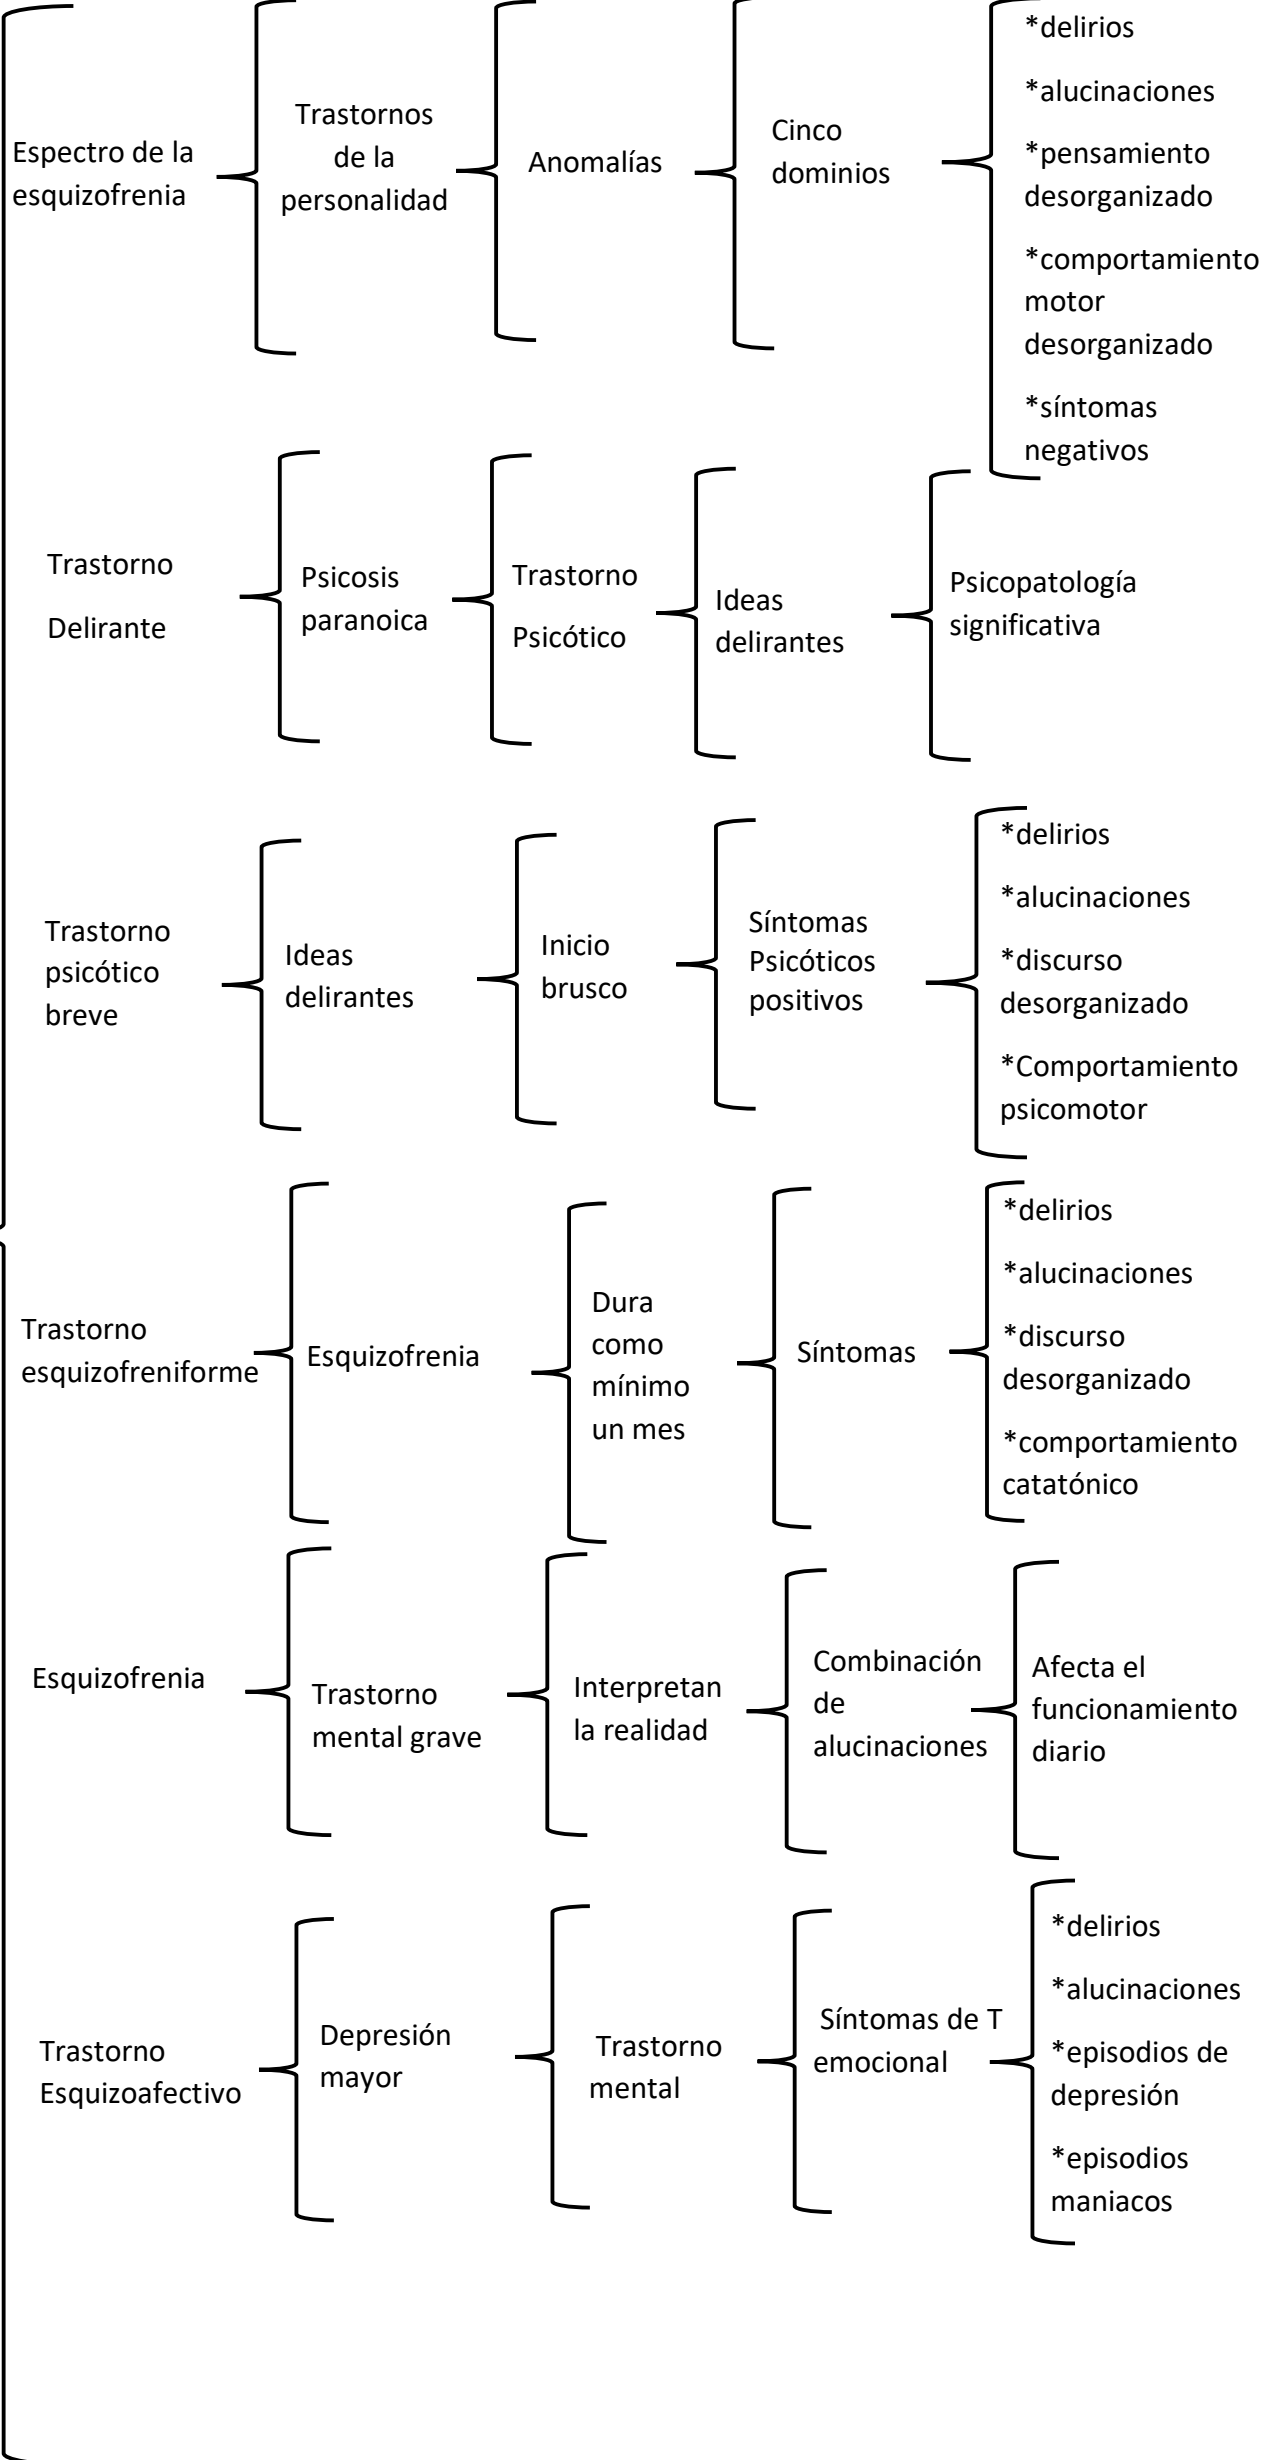 Espectro de la
esquizofrenia
Trastornos
de la
personalidad
Anomalías
Cinco
dominios
*delirios
*alucinaciones
*pensamiento
desorganizado
*comportamiento
motor
desorganizado
*síntomas
negativos
Trastorno
Delirante
Psicosis
paranoica
Trastorno
Psicótico
Ideas
delirantes
Psicopatología
significativa
Trastorno
psicótico
breve
Ideas
delirantes
Inicio
brusco
Síntomas
Psicóticos
positivos
*delirios
*alucinaciones
*discurso
desorganizado
*Comportamiento
psicomotor
Trastorno
esquizofreniforme
Esquizofrenia
Dura
como
mínimo
un mes
Síntomas
*delirios
*alucinaciones
*discurso
desorganizado
*comportamiento
catatónico
Esquizofrenia
Trastorno
mental grave
Interpretan
la realidad
Combinación
de
alucinaciones
Afecta el
funcionamiento
diario
Trastorno
Esquizoafectivo
Depresión
mayor
Trastorno
mental
Síntomas de T
emocional
*delirios
*alucinaciones
*episodios de
depresión
*episodios
maniacos